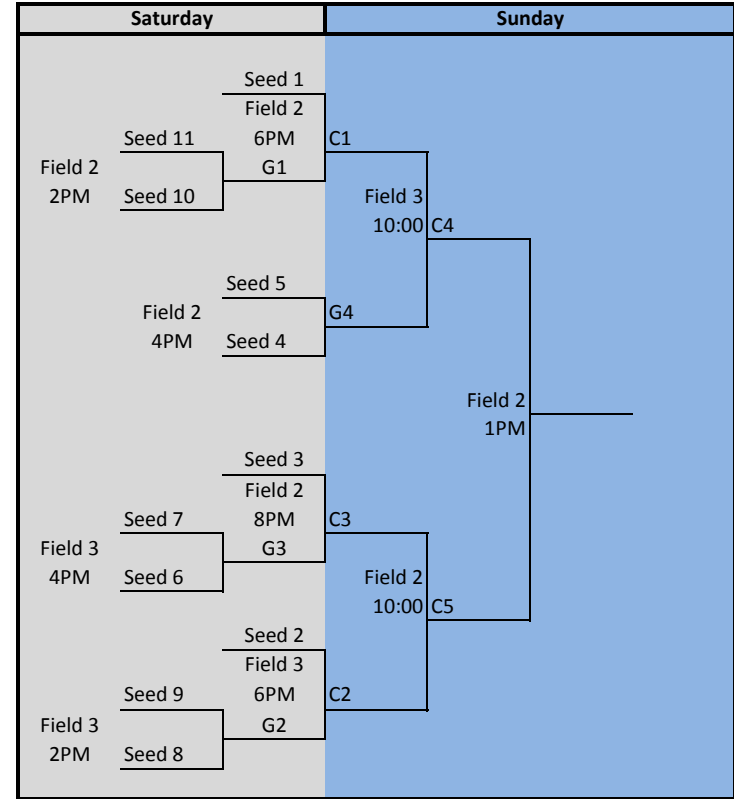 Saturday Sunday
Seed 1
Field 2
Seed 11 6PM C1
Field 2 G1
2PM Seed 10 Field 3
10:00 C4
Seed 5
Field 2 G4
4PM Seed 4
Field 2
1PM
Seed 3
Field 2
Seed 7 8PM C3
Field 3 G3
4PM Seed 6 Field 2
10:00 C5
Seed 2
Field 3
Seed 9 6PM C2
Field 3 G2
2PM Seed 8